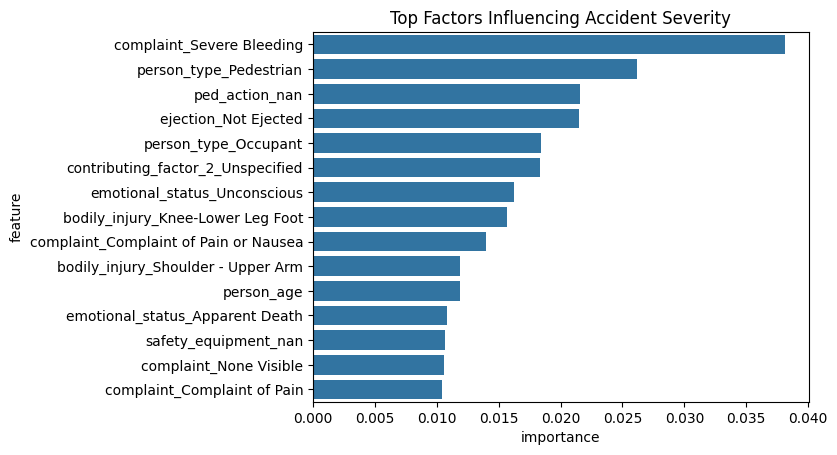 Top Factors Influencing Accident Severity
complaint_Severe Bleeding
person_type_Pedestrian
ped_action_nan
ejection_Not Ejected
person_type_Occupant
contributing_factor_2_Unspecified
emotional_status_Unconscious
bodily_injury_Knee-Lower Leg Foot
complaint_Complaint of Pain or Nausea
bodily_injury_Shoulder - Upper Arm
person_age
emotional_status_Apparent Death
safety_equipment_nan
complaint_None Visible
complaint_Complaint of Pain
feature
0.000 0.005 0.010 0.015 0.020 0.025 0.030 0.035 0.040
importance